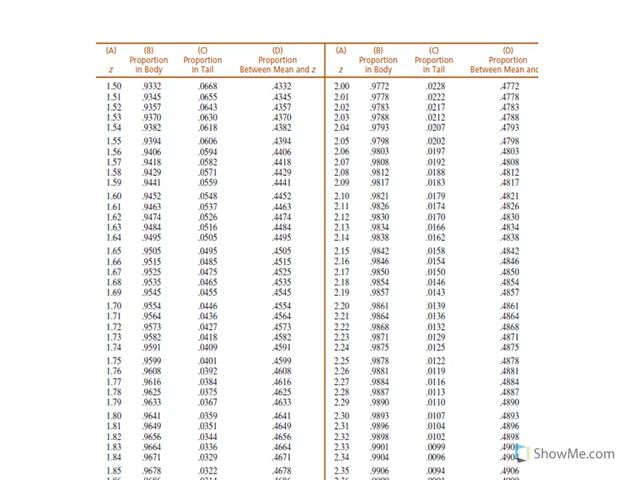 (A) (B) (C) (D) (A) (B) (C) (D)
Proportion Proportion Proportion Proportion Proportion Proportion
z in Body in Tail Between Mean and z z in Body in Tail Between Mean and
1.50 .9332 .0668 .4332 2.00 .9772 .0228 .4772
1.51 .9345 .0655 .4345 2.01 .9778 .0222 .4778
1.52 .9357 .0643 .4357 2.02 .9783 .0217 .4783
1.53 .9370 .0630 .4370 2.03 .9788 .0212 .4788
1.54 .9382 .0618 .4382 2.04 .9793 .0207 .4793
1.55 .9394 .0606 .4394 2.05 .9798 .0202 .4798
1.56 .9406 .0594 .4406 2.06 .9803 .0197 .4803
1.57 .9418 .0582 .4418 2.07 .9808 .0192 .4808
1.58 .9429 .0571 .4429 2.08 .9812 .0188 .4812
1.59 .9441 .0559 .4441 2.09 .9817 .0183 .4817
1.60 .9452 .0548 .4452 2.10 .9821 .0179 .4821
1.61 .9463 .0537 .4463 2.11 .9826 .0174 .4826
1.62 .9474 .0526 .4474 2.12 .9830 .0170 .4830
1.63 .9484 .0516 .4484 2.13 .9834 .0166 .4834
1.64 .9495 .0505 .4495 2.14 .9838 .0162 .4838
1.65 .9505 .0495 .4505 2.15 .9842 .0158 .4842
1.66 .9515 .0485 .4515 2.16 .9846 .0154 .4846
1.67 .9525 .0475 .4525 2.17 .9850 .0150 .4850
1.68 .9535 .0465 .4535 2.18 .9854 .0146 .4854
1.69 .9545 .0455 .4545 2.19 .9857 .0143 .4857
1.70 .9554 .0446 .4554 2.20 .9861 .0139 .4861
1.71 .9564 .0436 .4564 2.21 .9864 .0136 .4864
1.72 .9573 .0427 .4573 2.22 .9868 .0132 .4868
1.73 .9582 .0418 .4582 2.23 .9871 .0129 .4871
1.74 .9591 .0409 .4591 2.24 .9875 .0125 .4875
1.75 .9599 .0401 .4599 2.25 .9878 .0122 .4878
1.76 .9608 .0392 .4608 2.26 .9881 .0119 .4881
1.77 .9616 .0384 .4616 2.27 .9884 .0116 .4884
1.78 .9625 .0375 .4625 2.28 .9887 .0113 .4887
1.79 .9633 .0367 .4633 2.29 .9890 .0110 .4890
1.80 .9641 .0359 .4641 2.30 .9893 .0107 .4893
1.81 .9649 .0351 .4649 2.31 .9896 .0104 .4896
1.82 .9656 .0344 .4656 2.32 .9898 .0102 .4898
1.83 .9664 .0336 .4664 2.33 .9901 .0099 .4901
1.84 .9671 .0329 .4671 2.34 .9904 .0096 .4904
ShowMe.com
1.85 .9678 .0322 .4678 2.35 .9906 .0094 .4906